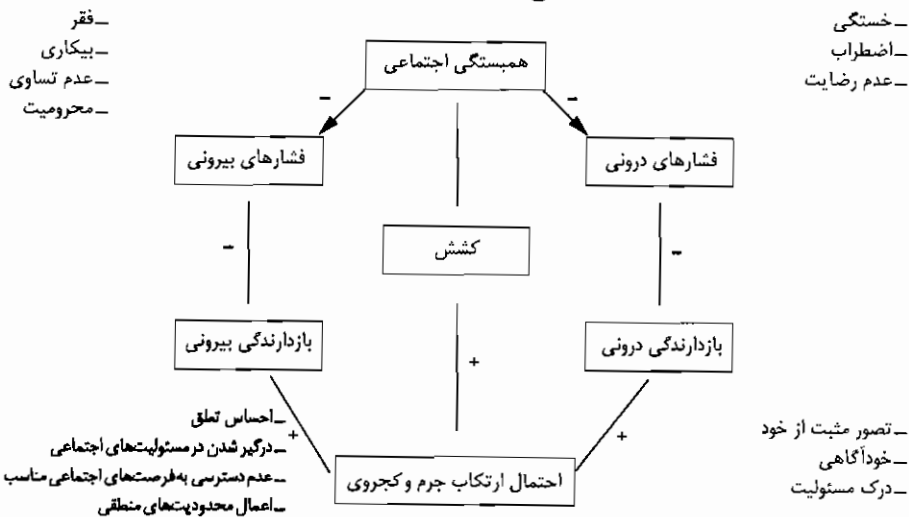 ـ خستگی
ـ اضطراب
ـ عدم رضایت
ـ فقر
ـ بیکاری
ـ عدم تساوی
ـ محرومیت
همبستگی اجتماعی
−
−
فشارهای درونی
فشارهای بیرونی
کشش
−
−
بازدارندگی درونی
بازدارندگی بیرونی
+
+
+
احتمال ارتکاب جرم و کجروی
ـ تصور مثبت از خود
ـ خودآگاهی
ـ درک مسئولیت
ـ احساس تعلق
ـ درگیر شدن در مسئولیت‌های اجتماعی
ـ عدم دسترسی به فرصت‌های اجتماعی مناسب
ـ اعمال محدودیت‌های منطقی